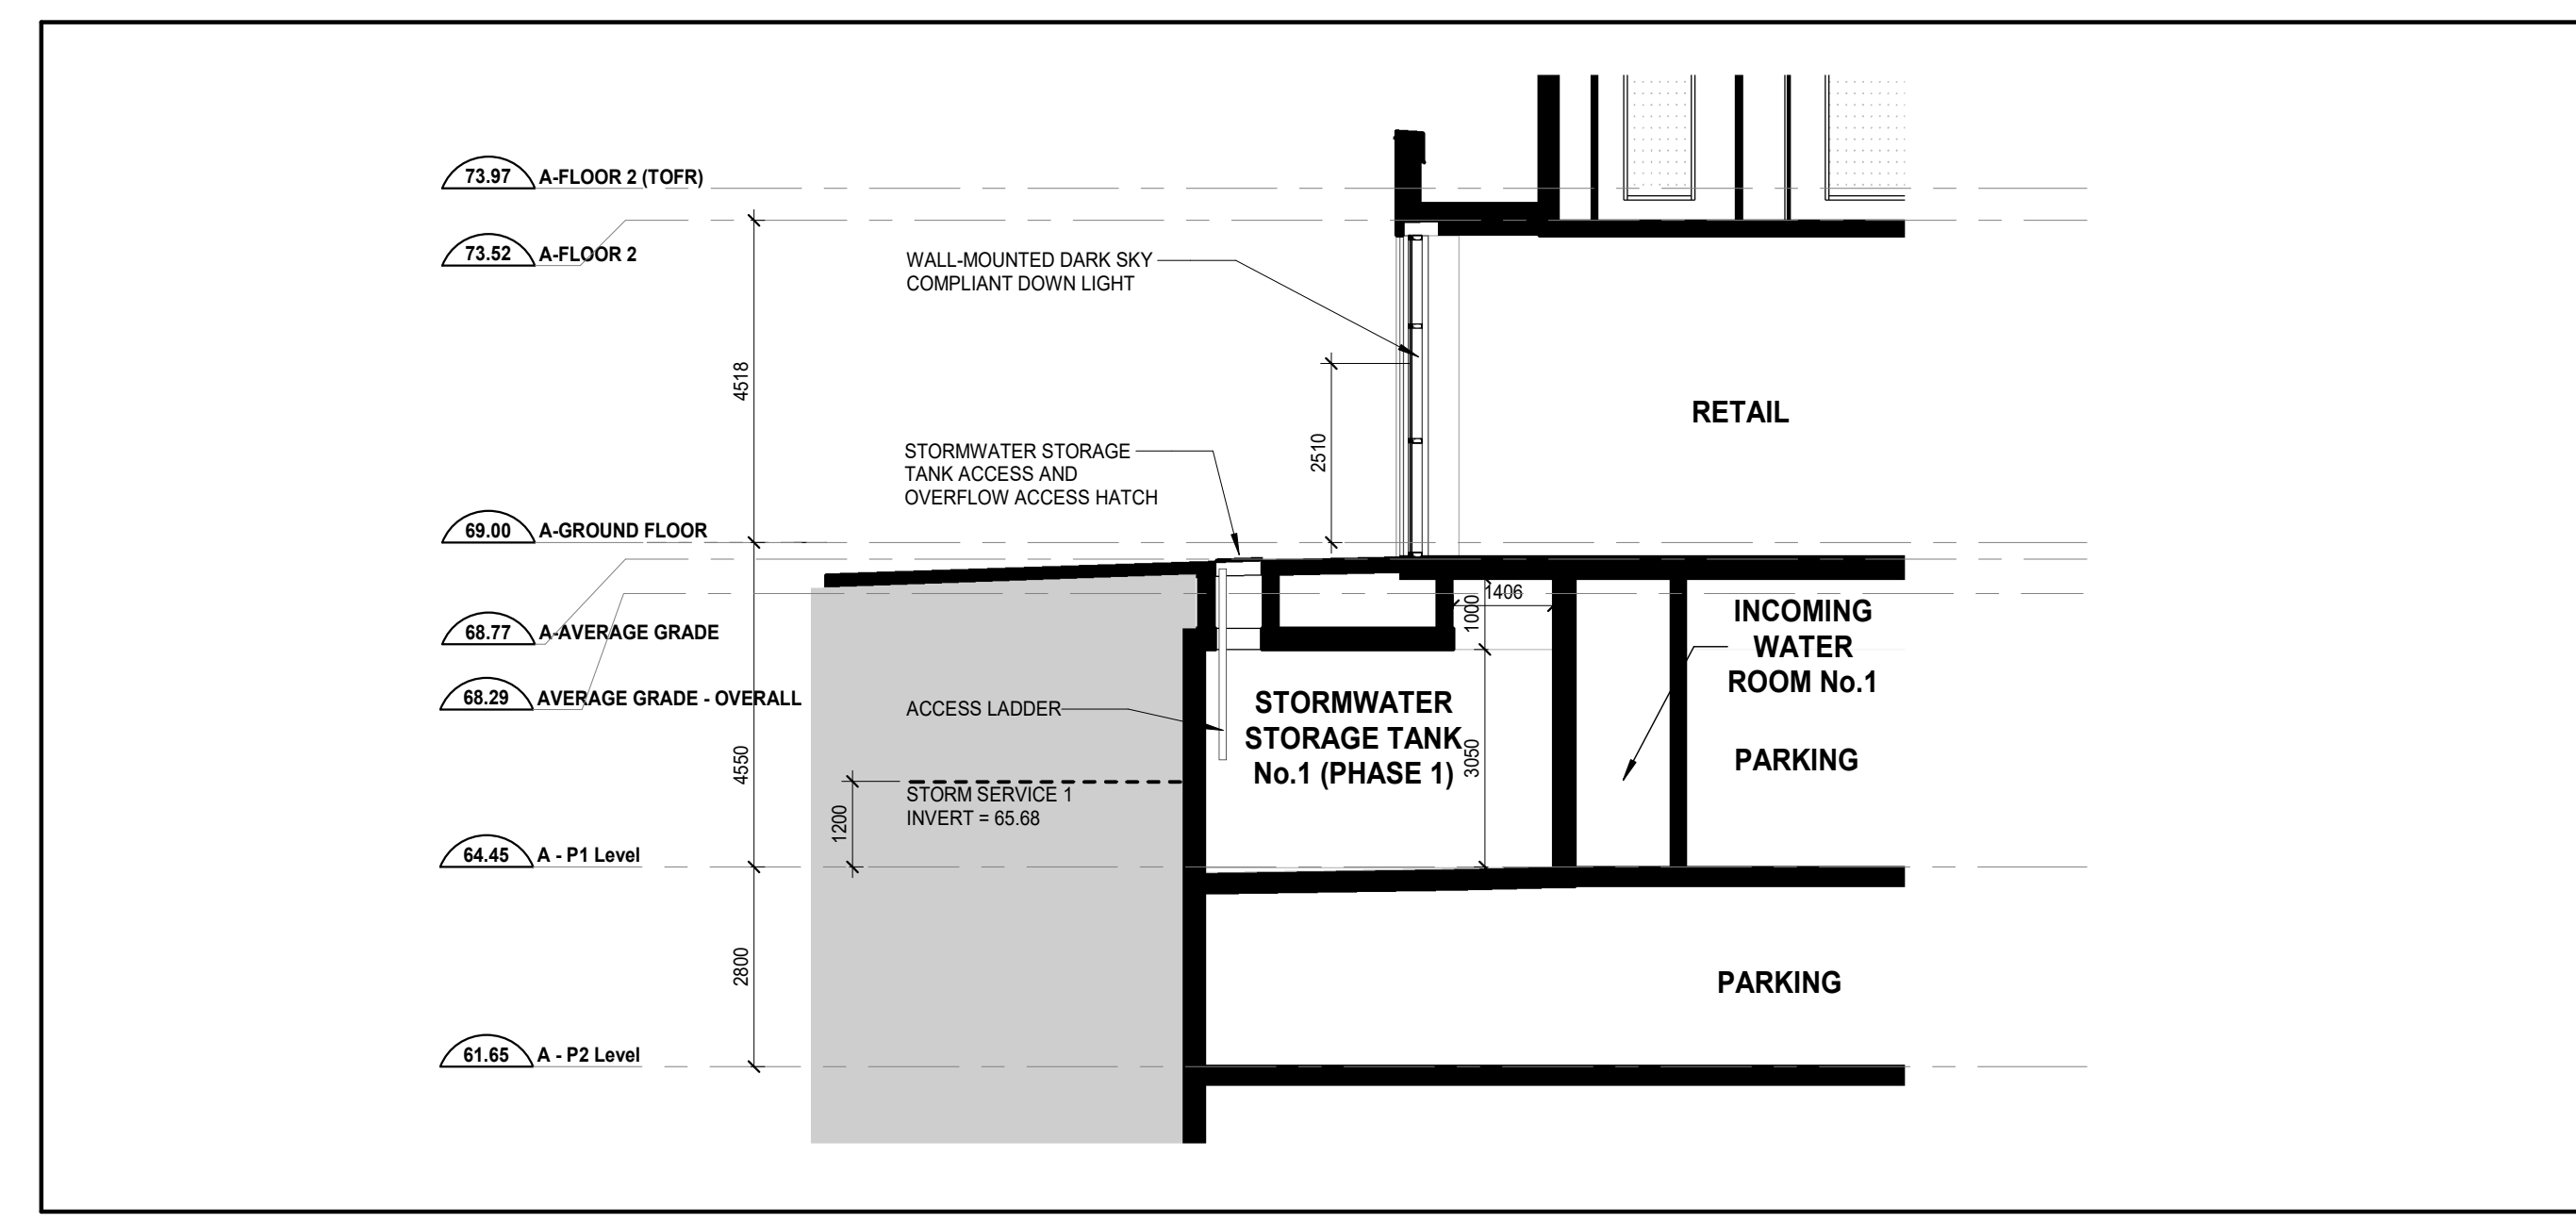 73.97 A-FLOOR 2 (TOFR)
73.52 A-FLOOR 2
WALL-MOUNTED DARK SKY
COMPLIANT DOWN LIGHT
4518
RETAIL
2510
STORMWATER STORAGE
TANK ACCESS AND
OVERFLOW ACCESS HATCH
69.00 A-GROUND FLOOR
1406
1000
INCOMING
WATER
ROOM No.1
68.77 A-AVERAGE GRADE
68.29 AVERAGE GRADE - OVERALL
ACCESS LADDER
STORMWATER
STORAGE TANK
No.1 (PHASE 1)
3050
PARKING
4550
STORM SERVICE 1
INVERT = 65.68
1200
64.45 A - P1 Level
2800
PARKING
61.65 A - P2 Level